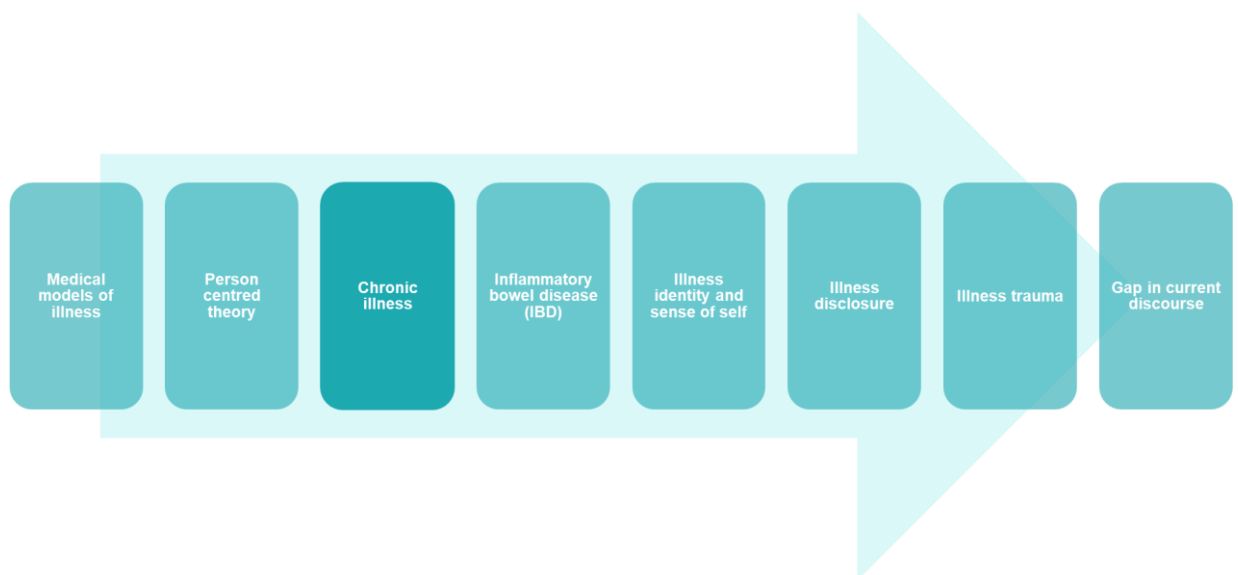 Medical
models of
illness
Person
centred
theory
Chronic
illness
Inflammatory
bowel disease
(IBD)
Illness
identity and
sense of self
Illness
disclosure
Illness trauma
Gap in current
discourse